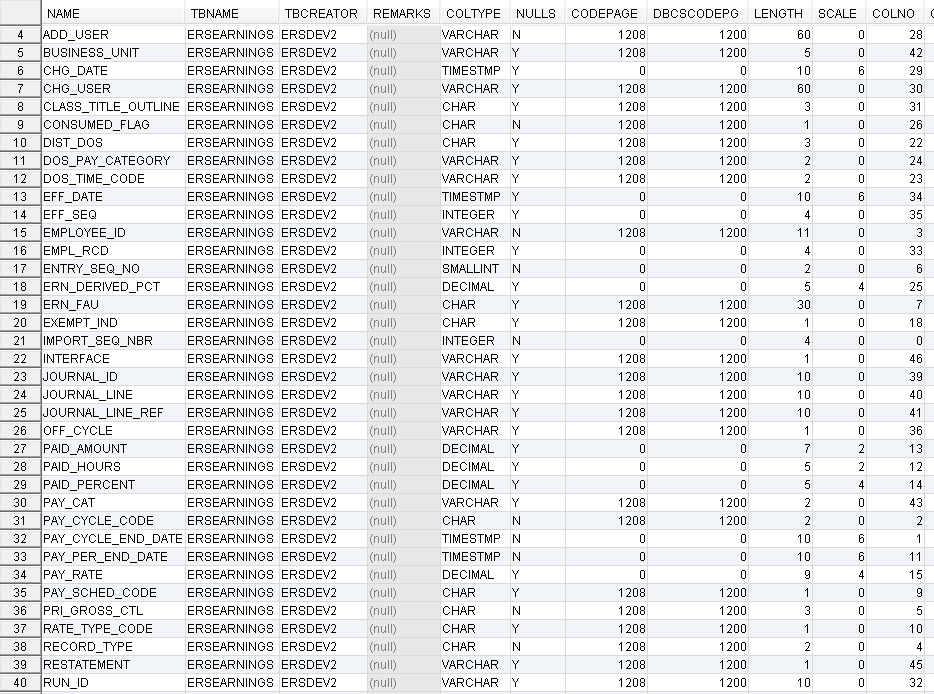 NAME TBNAME TBCREATOR REMARKS COLTYPE NULLS CODEPAGE DBCSCODEPG LENGTH SCALE COLNO
4 ADD_USER ERSEARNINGS ERSDEV2 (null) VARCHAR N 1208 1200 60 0 28
5 BUSINESS_UNIT ERSEARNINGS ERSDEV2 (null) VARCHAR Y 1208 1200 5 0 42
6 CHG_DATE ERSEARNINGS ERSDEV2 (null) TIMESTMP Y 0 0 10 6 29
7 CHG_USER ERSEARNINGS ERSDEV2 (null) VARCHAR Y 1208 1200 60 0 30
8 CLASS_TITLE_OUTLINE ERSEARNINGS ERSDEV2 (null) CHAR Y 1208 1200 3 0 31
9 CONSUMED_FLAG ERSEARNINGS ERSDEV2 (null) CHAR N 1208 1200 1 0 26
10 DIST_DOS ERSEARNINGS ERSDEV2 (null) CHAR Y 1208 1200 3 0 22
11 DOS_PAY_CATEGORY ERSEARNINGS ERSDEV2 (null) VARCHAR Y 1208 1200 2 0 24
12 DOS_TIME_CODE ERSEARNINGS ERSDEV2 (null) VARCHAR Y 1208 1200 2 0 23
13 EFF_DATE ERSEARNINGS ERSDEV2 (null) TIMESTMP Y 0 0 10 6 34
14 EFF_SEQ ERSEARNINGS ERSDEV2 (null) INTEGER Y 0 0 4 0 35
15 EMPLOYEE_ID ERSEARNINGS ERSDEV2 (null) VARCHAR N 1208 1200 11 0 3
16 EMPL_RCD ERSEARNINGS ERSDEV2 (null) INTEGER Y 0 0 4 0 33
17 ENTRY_SEQ_NO ERSEARNINGS ERSDEV2 (null) SMALLINT N 0 0 2 0 6
18 ERN_DERIVED_PCT ERSEARNINGS ERSDEV2 (null) DECIMAL Y 0 0 5 4 25
19 ERN_FAU ERSEARNINGS ERSDEV2 (null) CHAR Y 1208 1200 30 0 7
20 EXEMPT_IND ERSEARNINGS ERSDEV2 (null) CHAR Y 1208 1200 1 0 18
21 IMPORT_SEQ_NBR ERSEARNINGS ERSDEV2 (null) INTEGER N 0 0 4 0 0
22 INTERFACE ERSEARNINGS ERSDEV2 (null) VARCHAR Y 1208 1200 1 0 46
23 JOURNAL_ID ERSEARNINGS ERSDEV2 (null) VARCHAR Y 1208 1200 10 0 39
24 JOURNAL_LINE ERSEARNINGS ERSDEV2 (null) VARCHAR Y 1208 1200 10 0 40
25 JOURNAL_LINE_REF ERSEARNINGS ERSDEV2 (null) VARCHAR Y 1208 1200 10 0 41
26 OFF_CYCLE ERSEARNINGS ERSDEV2 (null) VARCHAR Y 1208 1200 1 0 36
27 PAID_AMOUNT ERSEARNINGS ERSDEV2 (null) DECIMAL Y 0 0 7 2 13
28 PAID_HOURS ERSEARNINGS ERSDEV2 (null) DECIMAL Y 0 0 5 2 12
29 PAID_PERCENT ERSEARNINGS ERSDEV2 (null) DECIMAL Y 0 0 5 4 14
30 PAY_CAT ERSEARNINGS ERSDEV2 (null) VARCHAR Y 1208 1200 2 0 43
31 PAY_CYCLE_CODE ERSEARNINGS ERSDEV2 (null) CHAR N 1208 1200 2 0 2
32 PAY_CYCLE_END_DATE ERSEARNINGS ERSDEV2 (null) TIMESTMP N 0 0 10 6 1
33 PAY_PER_END_DATE ERSEARNINGS ERSDEV2 (null) TIMESTMP N 0 0 10 6 11
34 PAY_RATE ERSEARNINGS ERSDEV2 (null) DECIMAL Y 0 0 9 4 15
35 PAY_SCHED_CODE ERSEARNINGS ERSDEV2 (null) CHAR Y 1208 1200 1 0 9
36 PRI_GROSS_CTL ERSEARNINGS ERSDEV2 (null) CHAR N 1208 1200 3 0 5
37 RATE_TYPE_CODE ERSEARNINGS ERSDEV2 (null) CHAR Y 1208 1200 1 0 10
38 RECORD_TYPE ERSEARNINGS ERSDEV2 (null) CHAR N 1208 1200 2 0 4
39 RESTATEMENT ERSEARNINGS ERSDEV2 (null) VARCHAR Y 1208 1200 1 0 45
40 RUN_ID ERSEARNINGS ERSDEV2 (null) VARCHAR Y 1208 1200 10 0 32